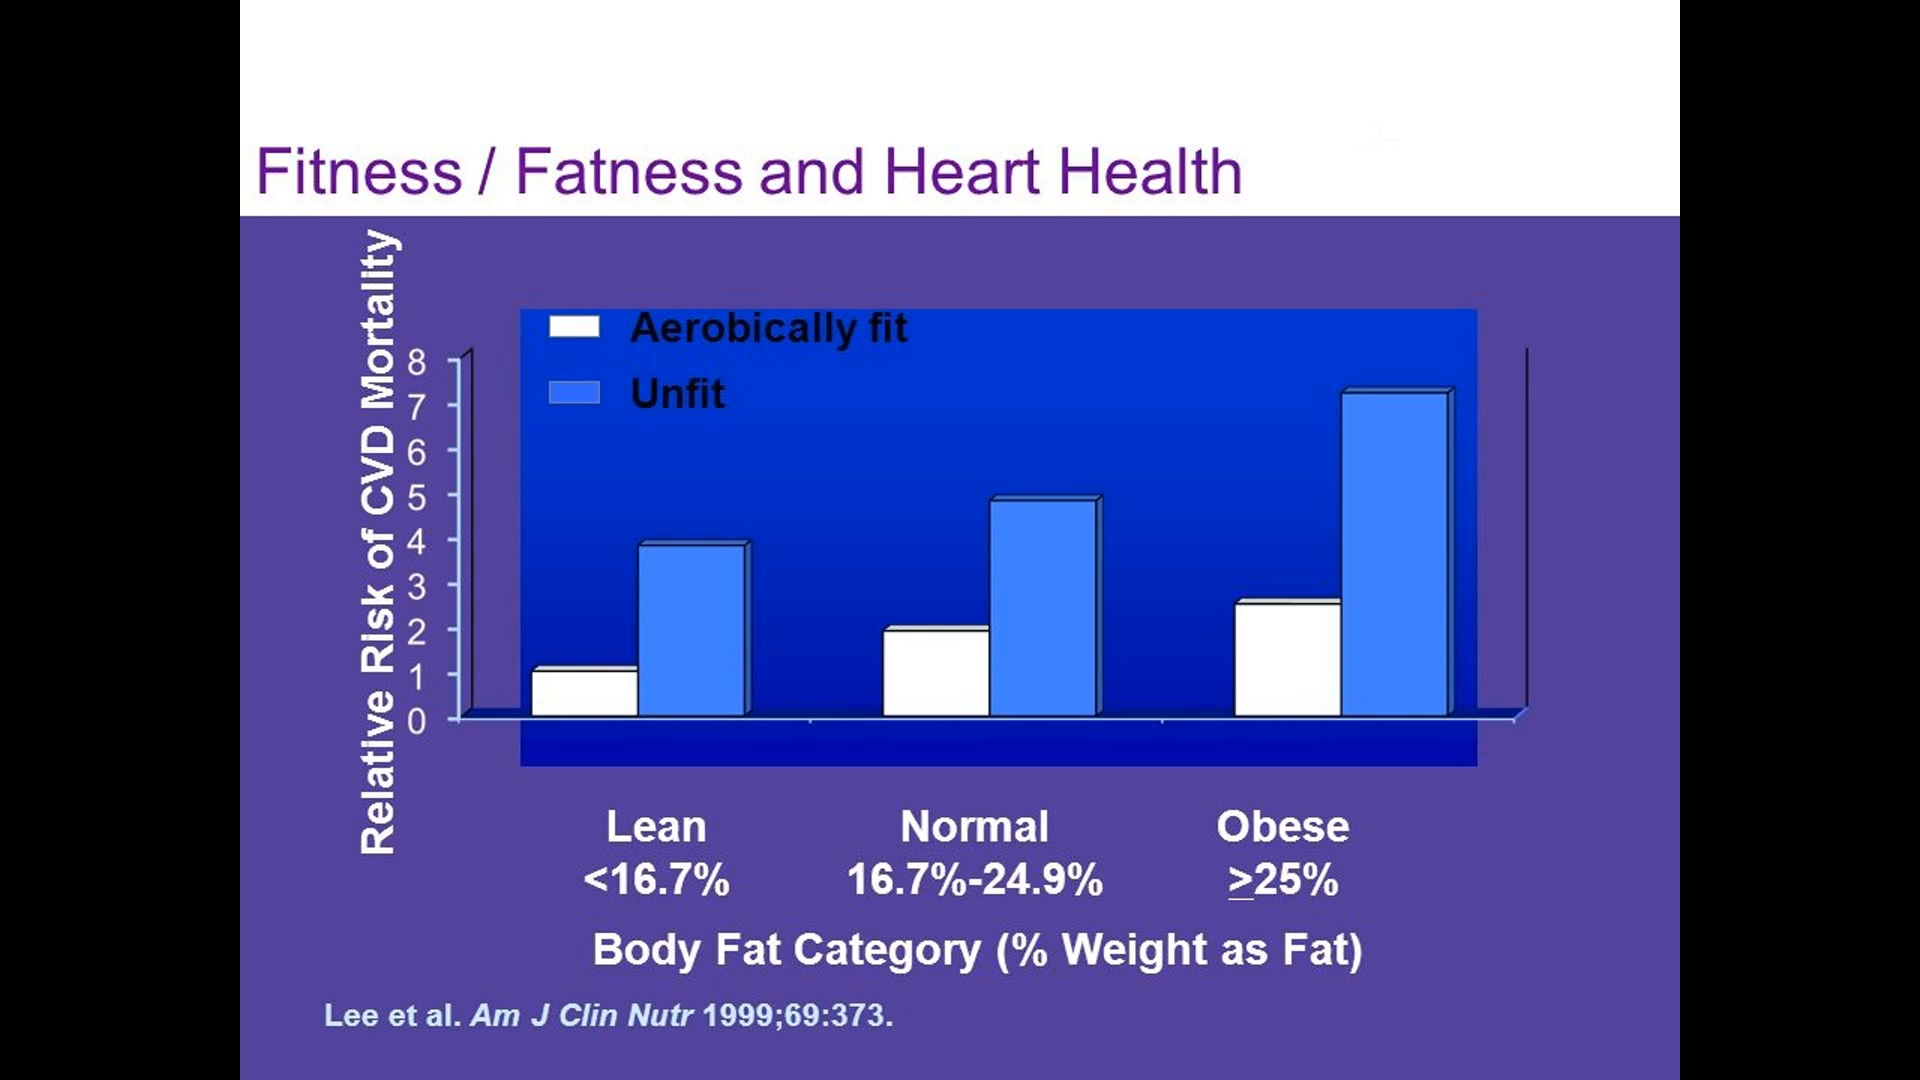 Fitness / Fatness and Heart Health
Relative Risk of CVD Mortality
Aerobically fit
Unfit
8
7
6
5
4
3
2
1
0
Lean
<16.7%
Normal
16.7%-24.9%
Obese
≥25%
Body Fat Category (% Weight as Fat)
Lee et al. Am J Clin Nutr 1999;69:373.